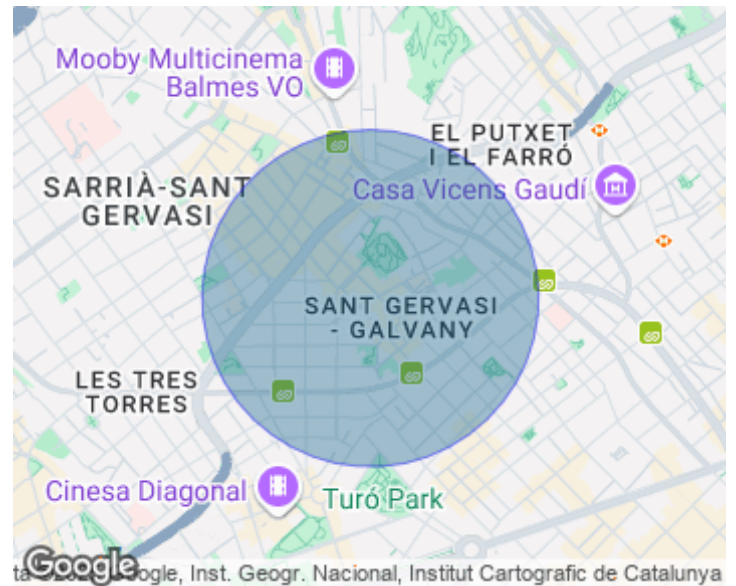 Mooby Multicinema
Balmes VO
EL PUTXET
I EL FARRÓ
SARRIÀ-SANT
GERVASI
Casa Vicens Gaudí
SANT GERVASI
- GALVANY
LES TRES
TORRES
Cinesa Diagonal
Turó Park
Google
Google, Inst. Geogr. Nacional, Institut Cartografic de Catalunya